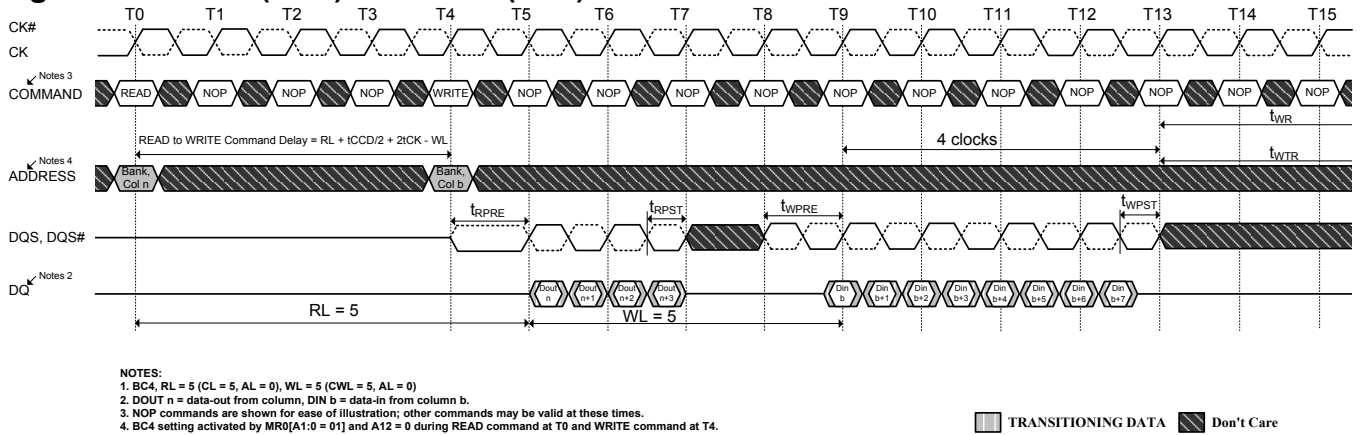 T0 T1 T2 T3 T4 T5 T6 T7 T8 T9 T10 T11 T12 T13 T14 T15
CK#
CK
Notes 3
COMMAND READ NOP NOP NOP WRITE NOP NOP NOP NOP NOP NOP NOP NOP NOP NOP NOP
tWR
READ to WRITE Command Delay = RL + tCCD/2 + 2tCK - WL
4 clocks
tWTR
Notes 4
ADDRESS
Bank, Col n
Bank, Col b
tRPRE tRPST tWPRE tWPST
DQS, DQS#
Notes 2
DQ
Dout n
Dout n+1
Dout n+2
Dout n+3
Din b
Din b+1
Din b+2
Din b+3
Din b+4
Din b+5
Din b+6
Din b+7
RL = 5 WL = 5
NOTES:
1. BC4, RL = 5 (CL = 5, AL = 0), WL = 5 (CWL = 5, AL = 0)
2. DOUT n = data-out from column, DIN b = data-in from column b.
3. NOP commands are shown for ease of illustration; other commands may be valid at these times.
4. BC4 setting activated by MR0[A1:0 = 01] and A12 = 0 during READ command at T0 and WRITE command at T4.
TRANSITIONING DATA Don't Care